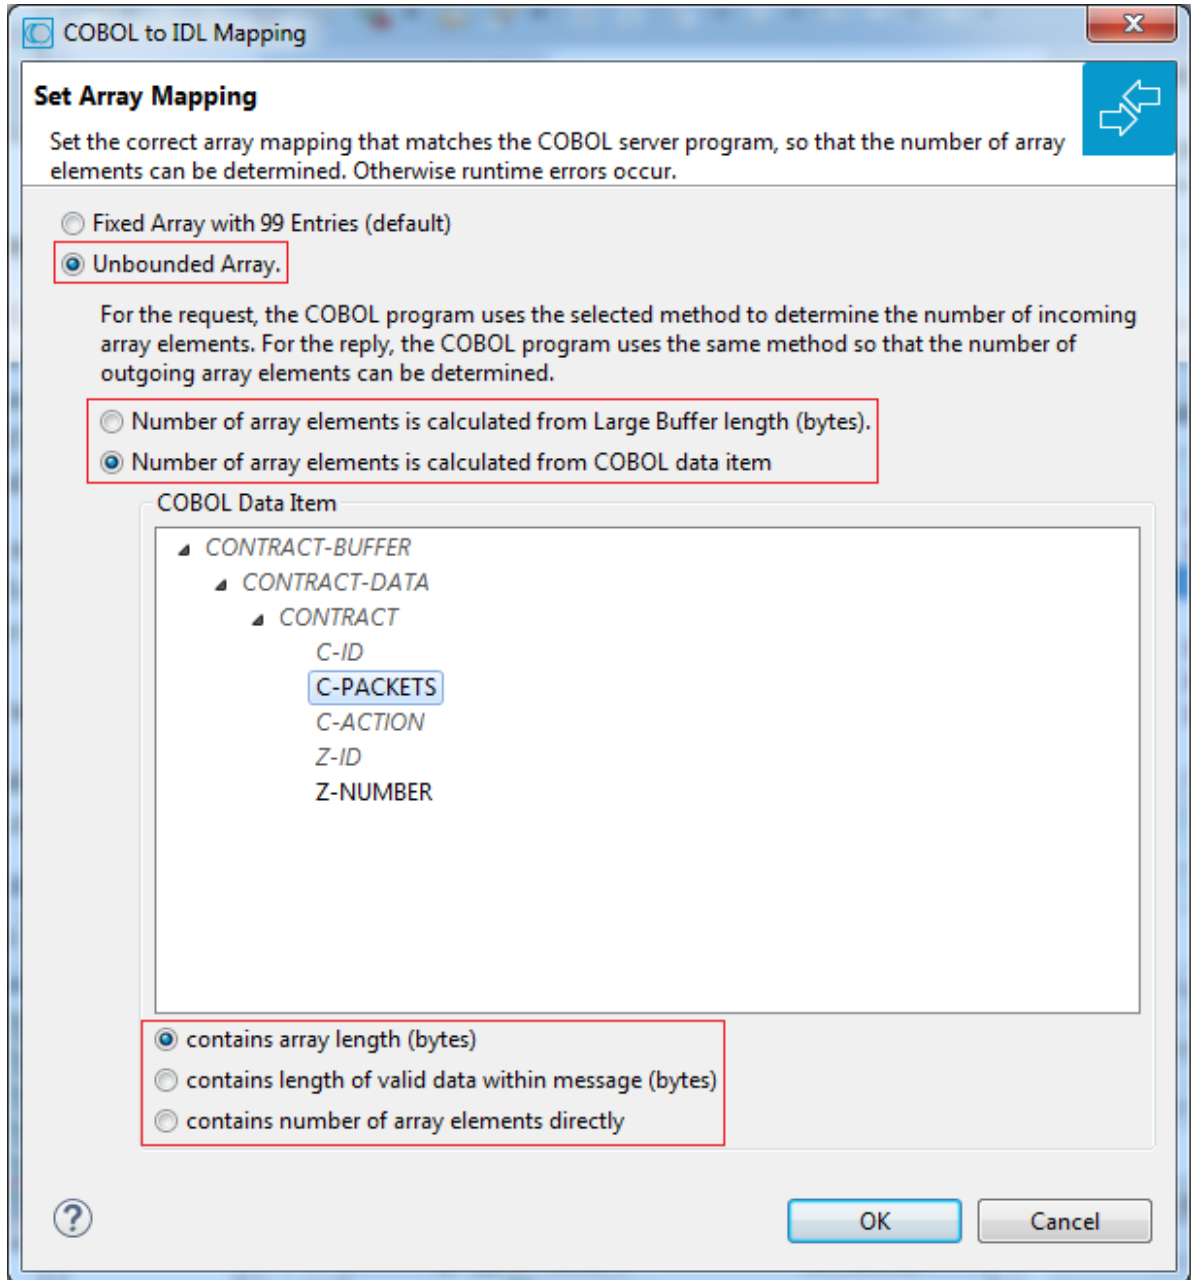 COBOL to IDL Mapping
Set Array Mapping
Set the correct array mapping that matches the COBOL server program, so that the number of array
elements can be determined. Otherwise runtime errors occur.
Fixed Array with 99 Entries (default)
Unbounded Array.
For the request, the COBOL program uses the selected method to determine the number of incoming
array elements. For the reply, the COBOL program uses the same method so that the number of
outgoing array elements can be determined.
Number of array elements is calculated from Large Buffer length (bytes).
Number of array elements is calculated from COBOL data item
COBOL Data Item
CONTRACT-BUFFER
CONTRACT-DATA
CONTRACT
C-ID
C-PACKETS
C-ACTION
Z-ID
Z-NUMBER
contains array length (bytes)
contains length of valid data within message (bytes)
contains number of array elements directly
?
OK
Cancel